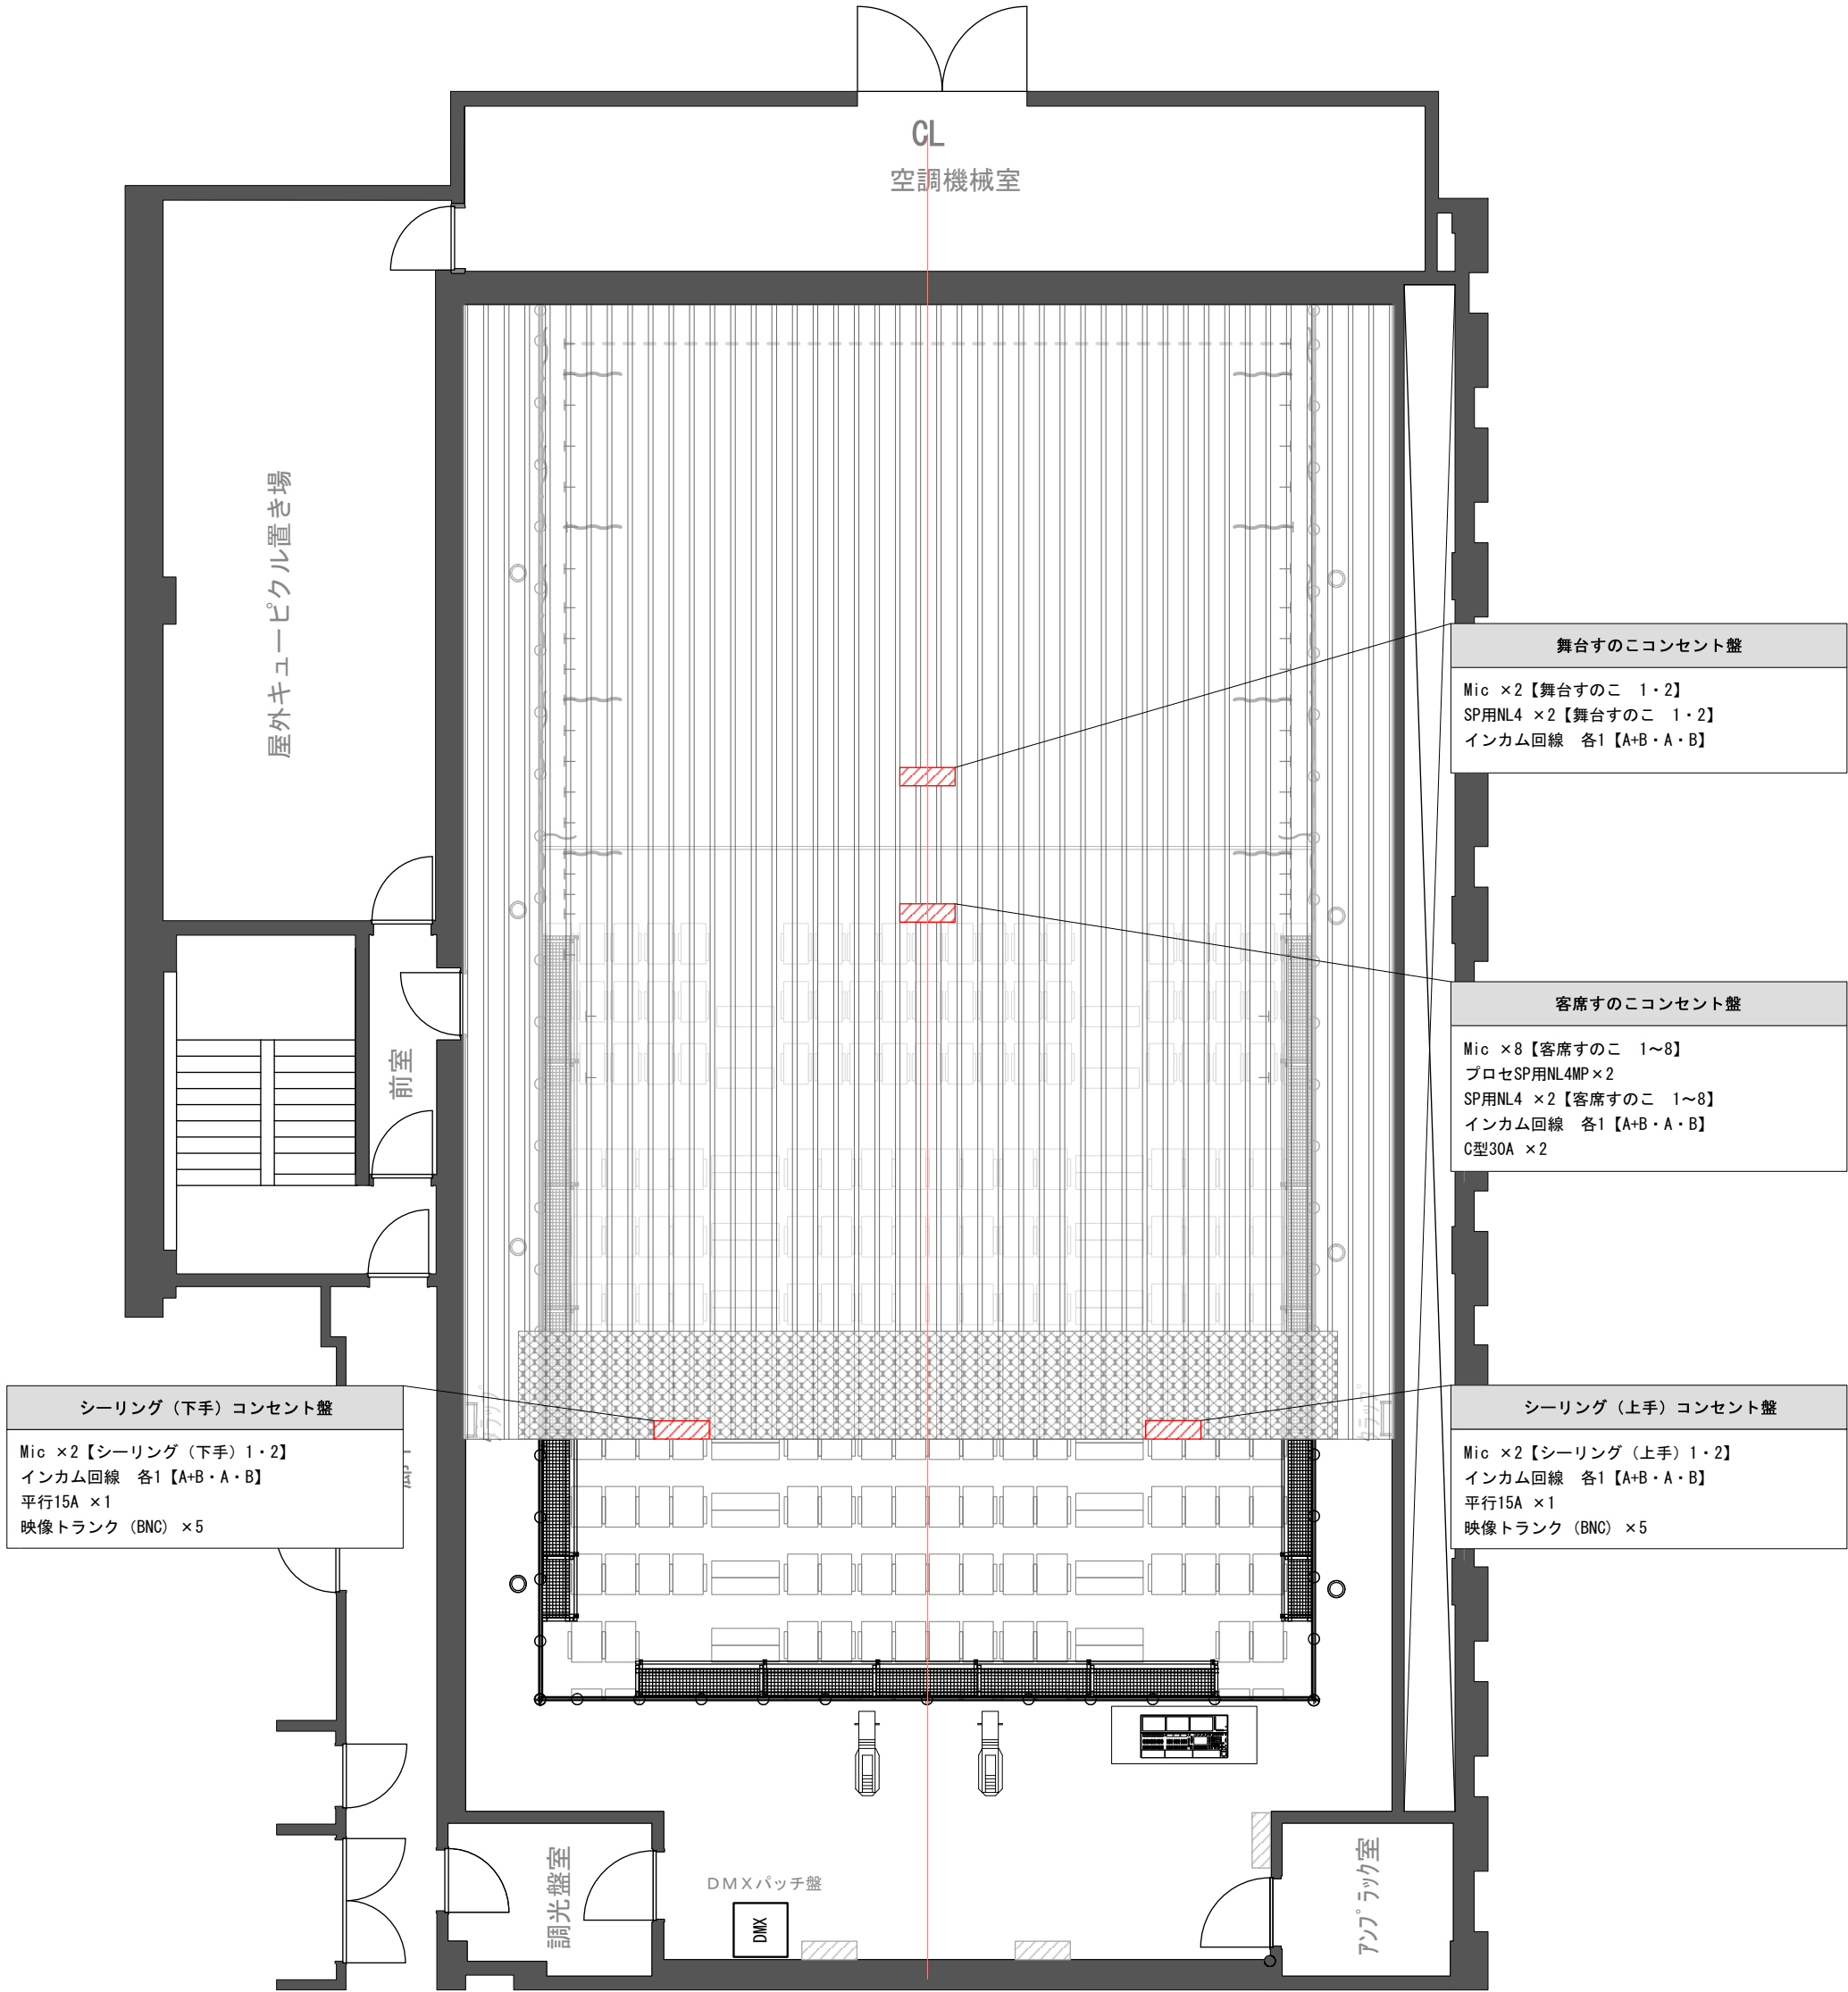 CL
空調機械室
屋外キュービクル置き場
舞台すのこコンセント盤
Mic ×2【舞台すのこ　1・2】
SP用NL4 ×2【舞台すのこ　1・2】
インカム回線　各1【A+B・A・B】
客席すのこコンセント盤
Mic ×8【客席すのこ　1～8】
プロセSP用NL4MP×2
SP用NL4 ×2【客席すのこ　1～8】
インカム回線　各1【A+B・A・B】
C型30A ×2
前室
シーリング（下手）コンセント盤
Mic ×2【シーリング（下手）1・2】
インカム回線　各1【A+B・A・B】
平行15A ×1
映像トランク（BNC）×5
シーリング（上手）コンセント盤
Mic ×2【シーリング（上手）1・2】
インカム回線　各1【A+B・A・B】
平行15A ×1
映像トランク（BNC）×5
調光盤室
ＤＭＸパッチ盤
DMX
ｱﾝﾌﾟﾗｯｸ室